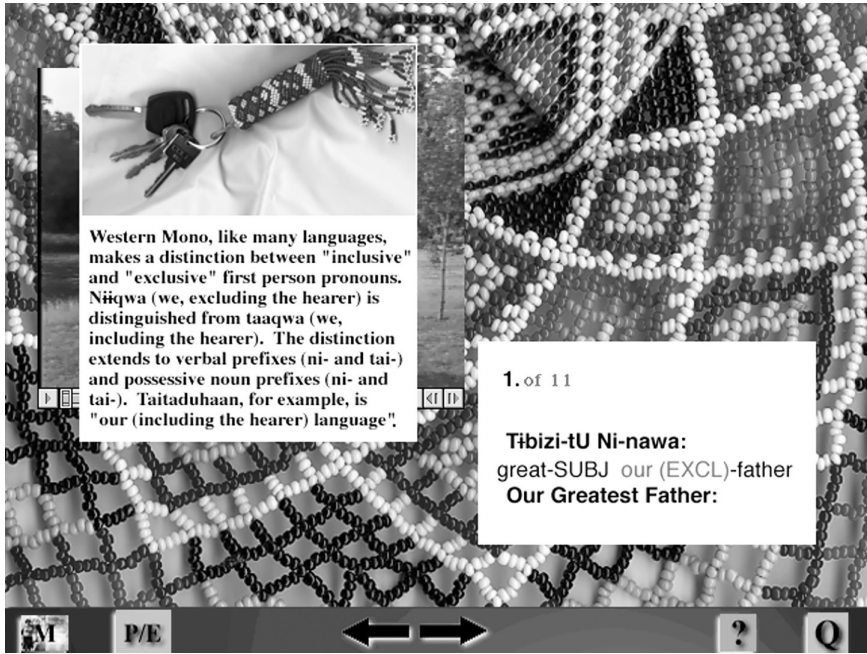 Western Mono, like many languages,
makes a distinction between "inclusive"
and "exclusive" first person pronouns.
Nɨɨqwa (we, excluding the hearer) is
distinguished from taaqwa (we,
including the hearer). The distinction
extends to verbal prefixes (ni- and tai-)
and possessive noun prefixes (ni- and
tai-). Taitaduhaan, for example, is
"our (including the hearer) language".
1. of 11
Tɨbizi-tU Ni-nawa:
great-SUBJ our (EXCL)-father
Our Greatest Father:
M
P/E
?
Q